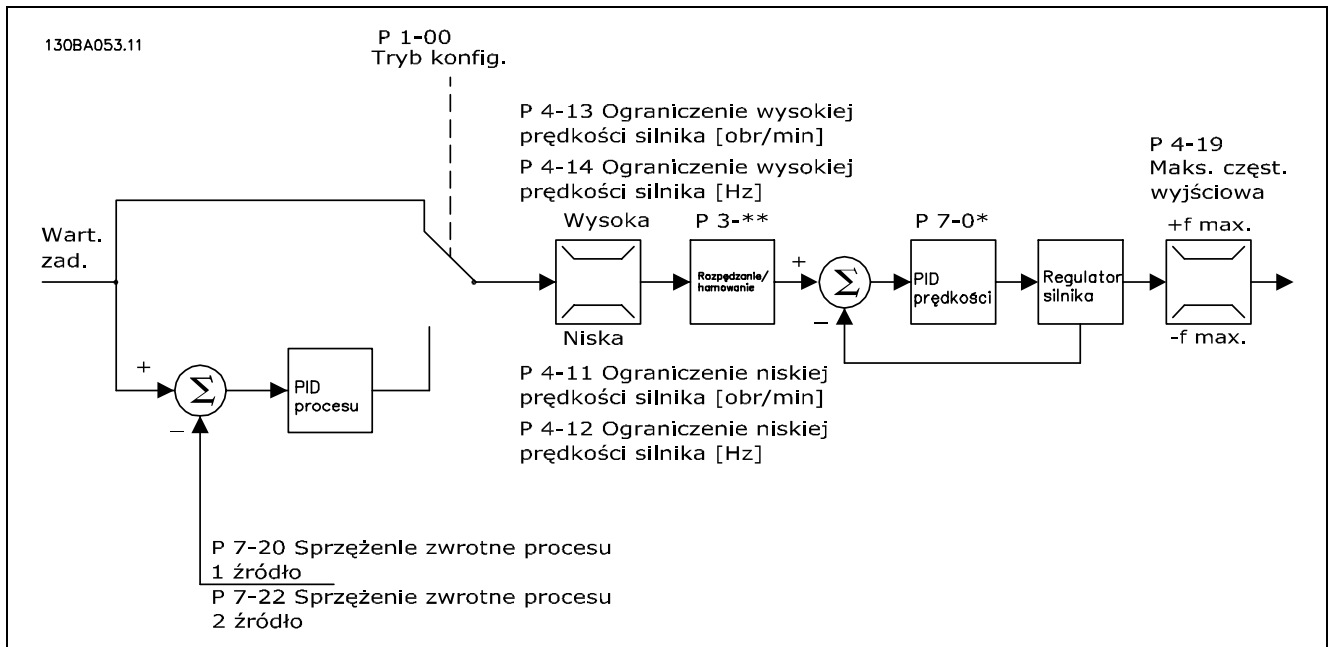 130BA053.11
P 1-00
Tryb konfig.
P 4-13 Ograniczenie wysokiej
prędkości silnika [obr/min]
P 4-14 Ograniczenie wysokiej
prędkości silnika [Hz]
P 4-19
Maks. częst.
wyjściowa
Wart.
zad.
Wysoka
P 3-**
P 7-0*
+f max.
+
Σ
−
Rozpędzanie/
hamowanie
PID
prędkości
Regulator
silnika
Niska
-f max.
+
Σ
−
PID
procesu
P 4-11 Ograniczenie niskiej
prędkości silnika [obr/min]
P 4-12 Ograniczenie niskiej
prędkości silnika [Hz]
P 7-20 Sprzężenie zwrotne procesu
1 źródło
P 7-22 Sprzężenie zwrotne procesu
2 źródło